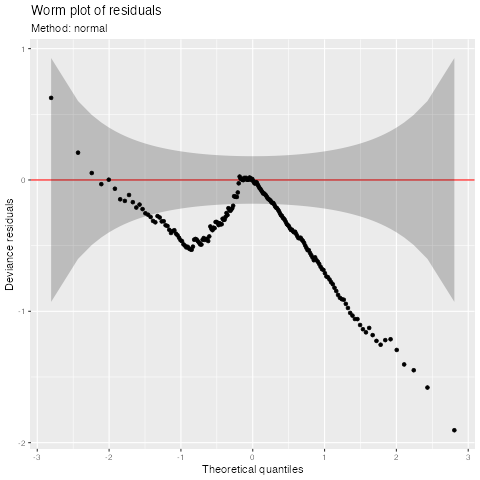 Worm plot of residuals
Method: normal
1
0
-1
-2
Deviance residuals
-3
-2
-1
0
1
2
3
Theoretical quantiles